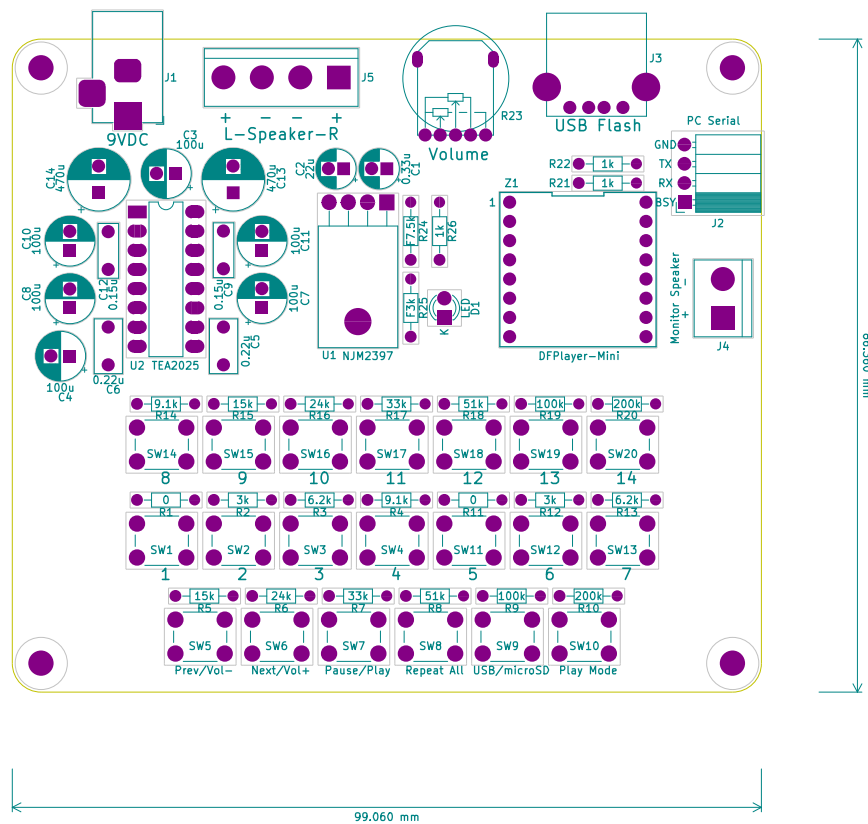 J1
9VDC
J5
+ − − +
L-Speaker-R
R23
Volume
J3
USB Flash
PC Serial
GND
TX
RX
BSY
J2
C14
470u
C3
100u
470u
C13
C2
22u
0.33u
C1
R22 1k
R21 1k
Z1
1
DFPlayer-Mini
C10
100u
C12
0.15u
U2 TEA2025
0.15u
C9
100u
C11
C8
100u
100u
C7
100u
C4
0.22u
C6
0.22u
C5
U1 NJM2397
F7.5k
R24
1k
R26
F3k
R25
LED
D1
K
Monitor Speaker
−
+
J4
9.1k 15k 24k 33k 51k 100k 200k
R14 R15 R16 R17 R18 R19 R20
SW14 SW15 SW16 SW17 SW18 SW19 SW20
8 9 10 11 12 13 14
0 3k 6.2k 9.1k 0 3k 6.2k
R1 R2 R3 R4 R11 R12 R13
SW1 SW2 SW3 SW4 SW11 SW12 SW13
1 2 3 4 5 6 7
15k 24k 33k 51k 100k 200k
R5 R6 R7 R8 R9 R10
SW5 SW6 SW7 SW8 SW9 SW10
Prev/Vol− Next/Vol+ Pause/Play Repeat All USB/microSD Play Mode
99.060 mm